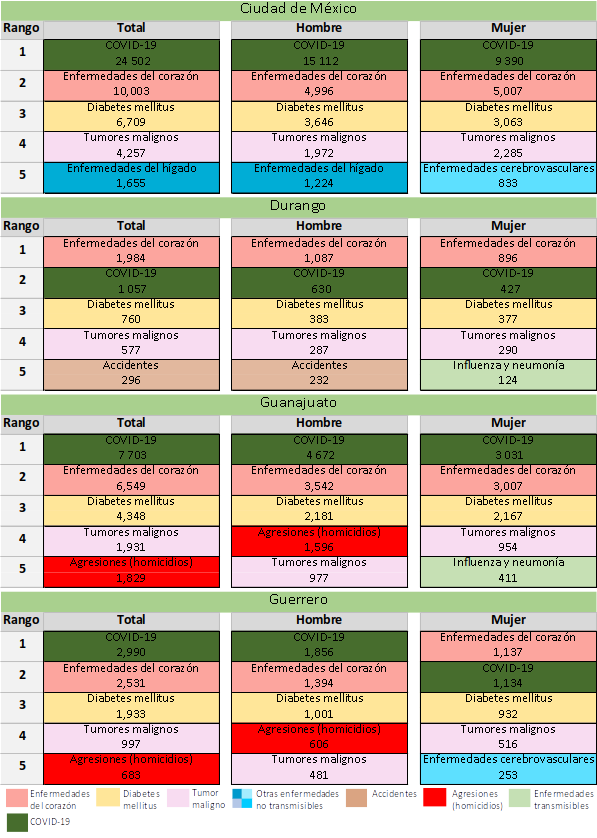 Ciudad de México
Rango Total Hombre Mujer
1 COVID-19 COVID-19 COVID-19
24 502 15 112 9 390
2 Enfermedades del corazón Enfermedades del corazón Enfermedades del corazón
10,003 4,996 5,007
3 Diabetes mellitus Diabetes mellitus Diabetes mellitus
6,709 3,646 3,063
4 Tumores malignos Tumores malignos Tumores malignos
4,257 1,972 2,285
5 Enfermedades del hígado Enfermedades del hígado Enfermedades cerebrovasculares
1,655 1,224 833
Durango
Rango Total Hombre Mujer
1 Enfermedades del corazón Enfermedades del corazón Enfermedades del corazón
1,984 1,087 896
2 COVID-19 COVID-19 COVID-19
1 057 630 427
3 Diabetes mellitus Diabetes mellitus Diabetes mellitus
760 383 377
4 Tumores malignos Tumores malignos Tumores malignos
577 287 290
5 Accidentes Accidentes Influenza y neumonía
296 232 124
Guanajuato
Rango Total Hombre Mujer
1 COVID-19 COVID-19 COVID-19
7 703 4 672 3 031
2 Enfermedades del corazón Enfermedades del corazón Enfermedades del corazón
6,549 3,542 3,007
3 Diabetes mellitus Diabetes mellitus Diabetes mellitus
4,348 2,181 2,167
4 Tumores malignos Agresiones (homicidios) Tumores malignos
1,931 1,596 954
5 Agresiones (homicidios) Tumores malignos Influenza y neumonía
1,829 977 411
Guerrero
Rango Total Hombre Mujer
1 COVID-19 COVID-19 Enfermedades del corazón
2,990 1,856 1,137
2 Enfermedades del corazón Enfermedades del corazón COVID-19
2,531 1,394 1,134
3 Diabetes mellitus Diabetes mellitus Diabetes mellitus
1,933 1,001 932
4 Tumores malignos Agresiones (homicidios) Tumores malignos
997 606 516
5 Agresiones (homicidios) Tumores malignos Enfermedades cerebrovasculares
683 481 253
Enfermedades del corazón
Diabetes mellitus
Tumor maligno
Otras enfermedades no transmisibles
Accidentes
Agresiones (homicidios)
Enfermedades transmisibles
COVID-19